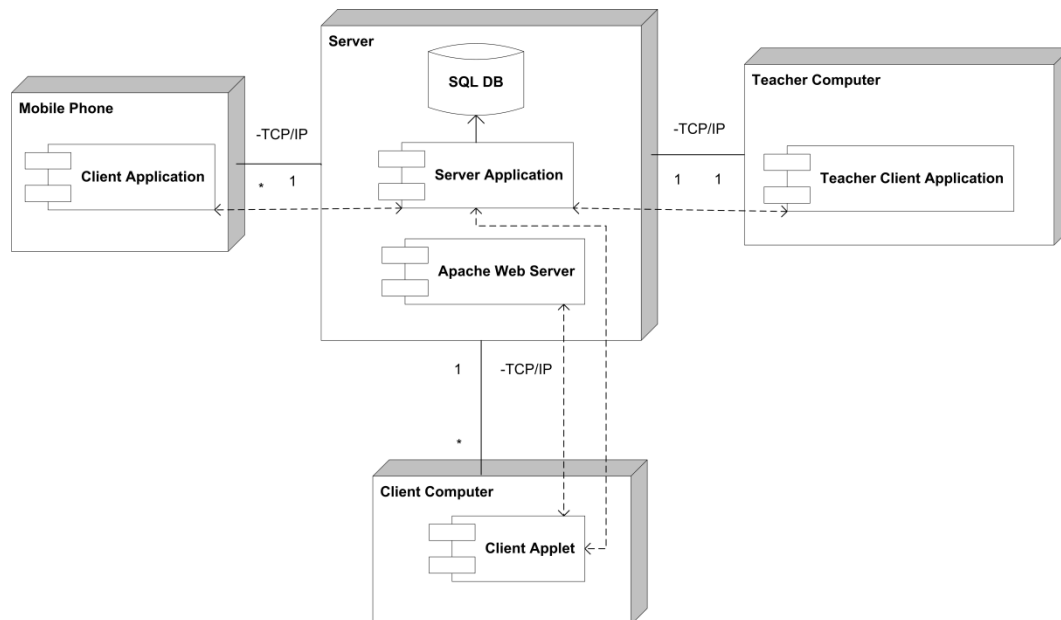 Server
SQL DB
Teacher Computer
Mobile Phone
-TCP/IP
-TCP/IP
Client Application
Server Application
Teacher Client Application
* 1
1 1
Apache Web Server
1 -TCP/IP
*
Client Computer
Client Applet